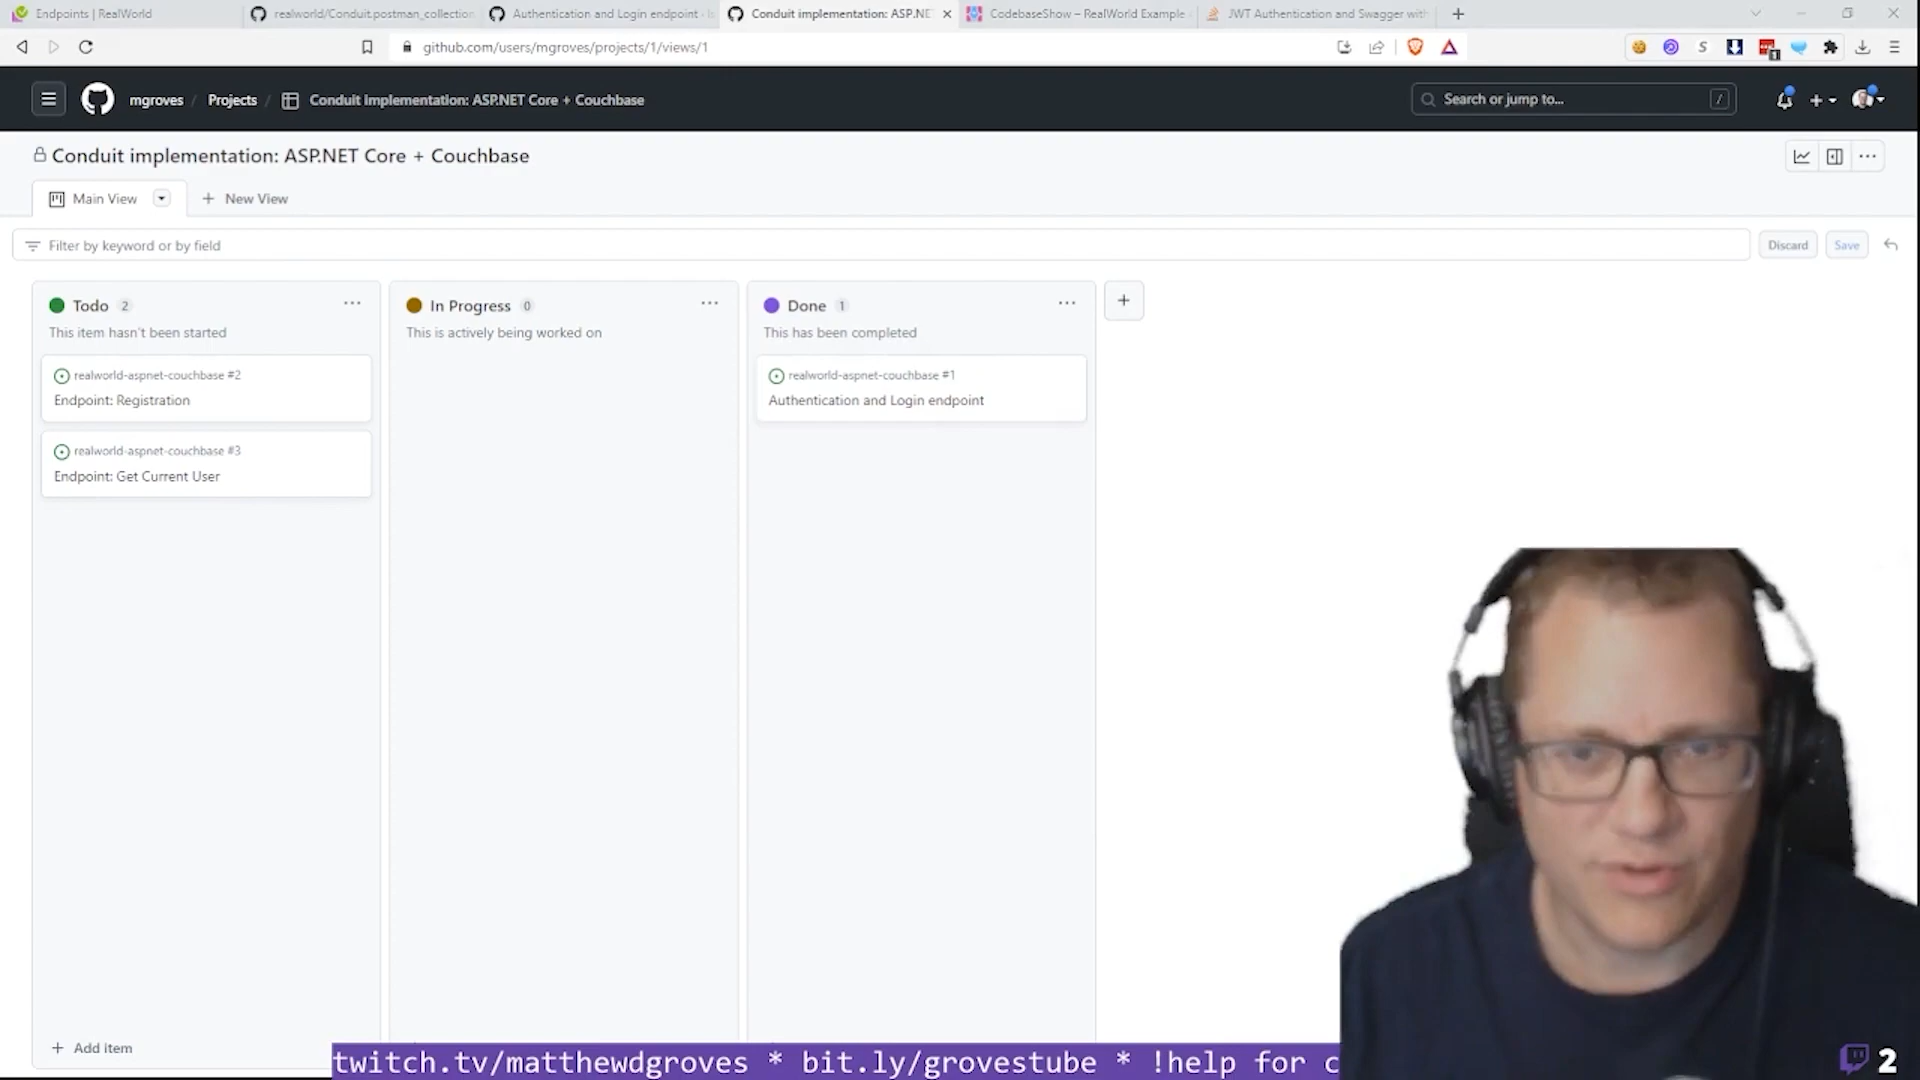 Endpoints | RealWorld
realworld/Conduit.postman_collection
Authentication and Login endpoint
Conduit implementation: ASP.NE
CodebaseShow – RealWorld Example
JWT Authentication and Swagger with
github.com/users/mgroves/projects/1/views/1
mgroves / Projects / Conduit Implementation: ASP.NET Core + Couchbase
Search or jump to...
/
Conduit implementation: ASP.NET Core + Couchbase
Main View
New View
Filter by keyword or by field
Discard
Save
Todo 2
This item hasn't been started
realworld-aspnet-couchbase #2
Endpoint: Registration
realworld-aspnet-couchbase #3
Endpoint: Get Current User
Add item
In Progress 0
This is actively being worked on
Done 1
This has been completed
realworld-aspnet-couchbase #1
Authentication and Login endpoint
twitch.tv/matthewdgroves * bit.ly/grovestube * !help for c
2